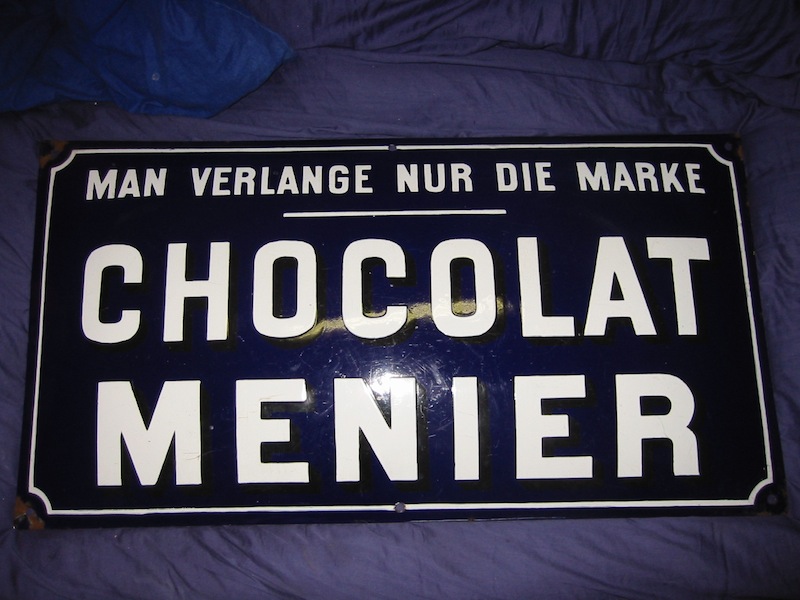 MAN VERLANGE NUR DIE MARKE
CHOCOLAT
MENIER